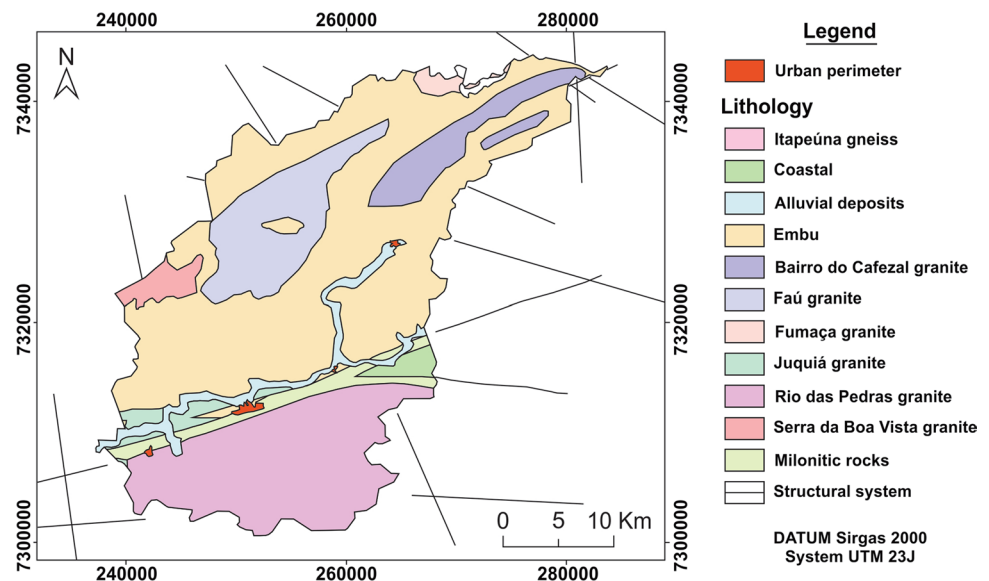 240000 260000 280000
N
7340000 7340000
7320000 7320000
7300000 7300000
0 5 10 Km
240000 260000 280000
Legend
Urban perimeter
Lithology
Itapeúna gneiss
Coastal
Alluvial deposits
Embu
Bairro do Cafezal granite
Faú granite
Fumaça granite
Juquiá granite
Rio das Pedras granite
Serra da Boa Vista granite
Milonitic rocks
Structural system
DATUM Sirgas 2000
System UTM 23J